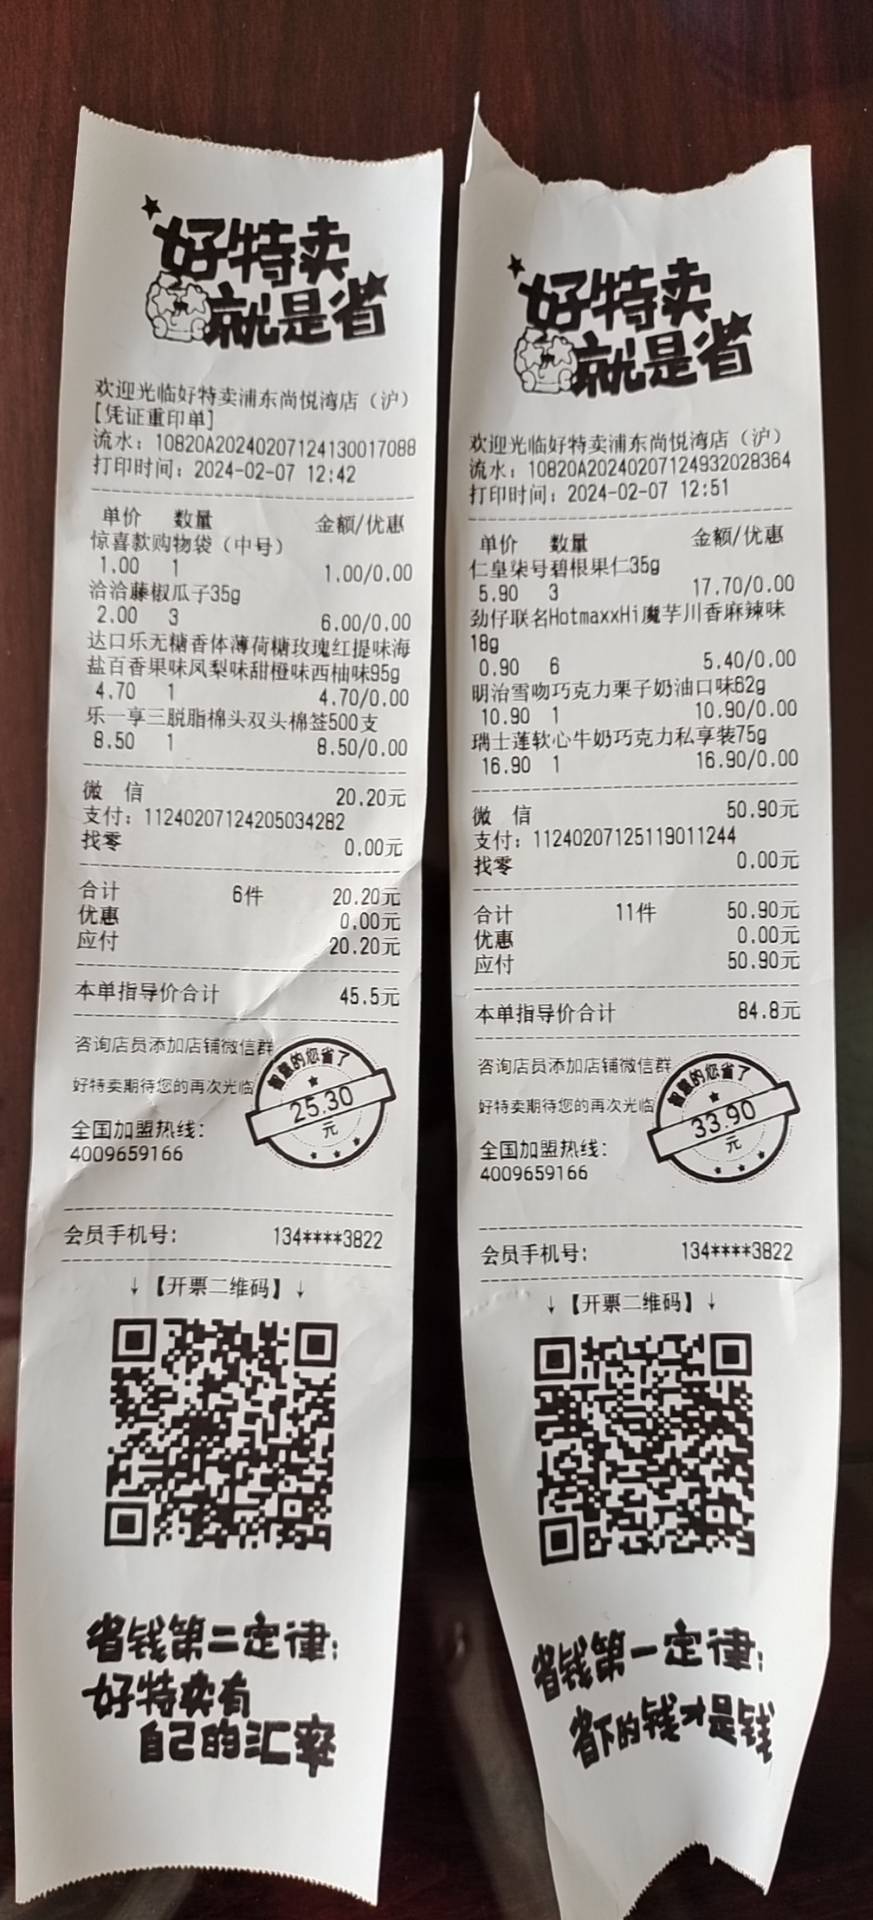 好特卖
就是省
欢迎光临好特卖浦东尚悦湾店（沪）
[凭证重印单]
流水：10820A20240207124130017088
打印时间：2024-02-07 12:42
单价 数量 金额/优惠
惊喜款购物袋（中号）
1.00 1 1.00/0.00
洽洽藤椒瓜子35g
2.00 3 6.00/0.00
达口乐无糖香体薄荷糖玫瑰红提味海
盐百香果味凤梨味甜橙味西柚味95g
4.70 1 4.70/0.00
乐一享三脱脂棉头双头棉签500支
8.50 1 8.50/0.00
微 信 20.20元
支付：11240207124205034282
找零 0.00元
合计 6件 20.20元
优惠 0.00元
应付 20.20元
本单指导价合计 45.5元
咨询店员添加店铺微信群
好特卖期待您的再次光临
全国加盟热线：
4009659166
智慧的您省了
25.30
元
会员手机号： 134****3822
↓【开票二维码】↓
省钱第二定律：
好特卖有
自己的汇率
好特卖
就是省
欢迎光临好特卖浦东尚悦湾店（沪）
流水：10820A20240207124932028364
打印时间：2024-02-07 12:51
单价 数量 金额/优惠
仁皇柒号碧根果仁35g
5.90 3 17.70/0.00
劲仔联名HotmaxxHi魔芋川香麻辣味
18g
0.90 6 5.40/0.00
明治雪吻巧克力栗子奶油口味62g
10.90 1 10.90/0.00
瑞士莲软心牛奶巧克力私享装75g
16.90 1 16.90/0.00
微 信 50.90元
支付：11240207125119011244
找零 0.00元
合计 11件 50.90元
优惠 0.00元
应付 50.90元
本单指导价合计 84.8元
咨询店员添加店铺微信群
好特卖期待您的再次光临
全国加盟热线：
4009659166
智慧的您省了
33.90
元
会员手机号： 134****3822
↓【开票二维码】↓
省钱第一定律：
省下的钱才是钱